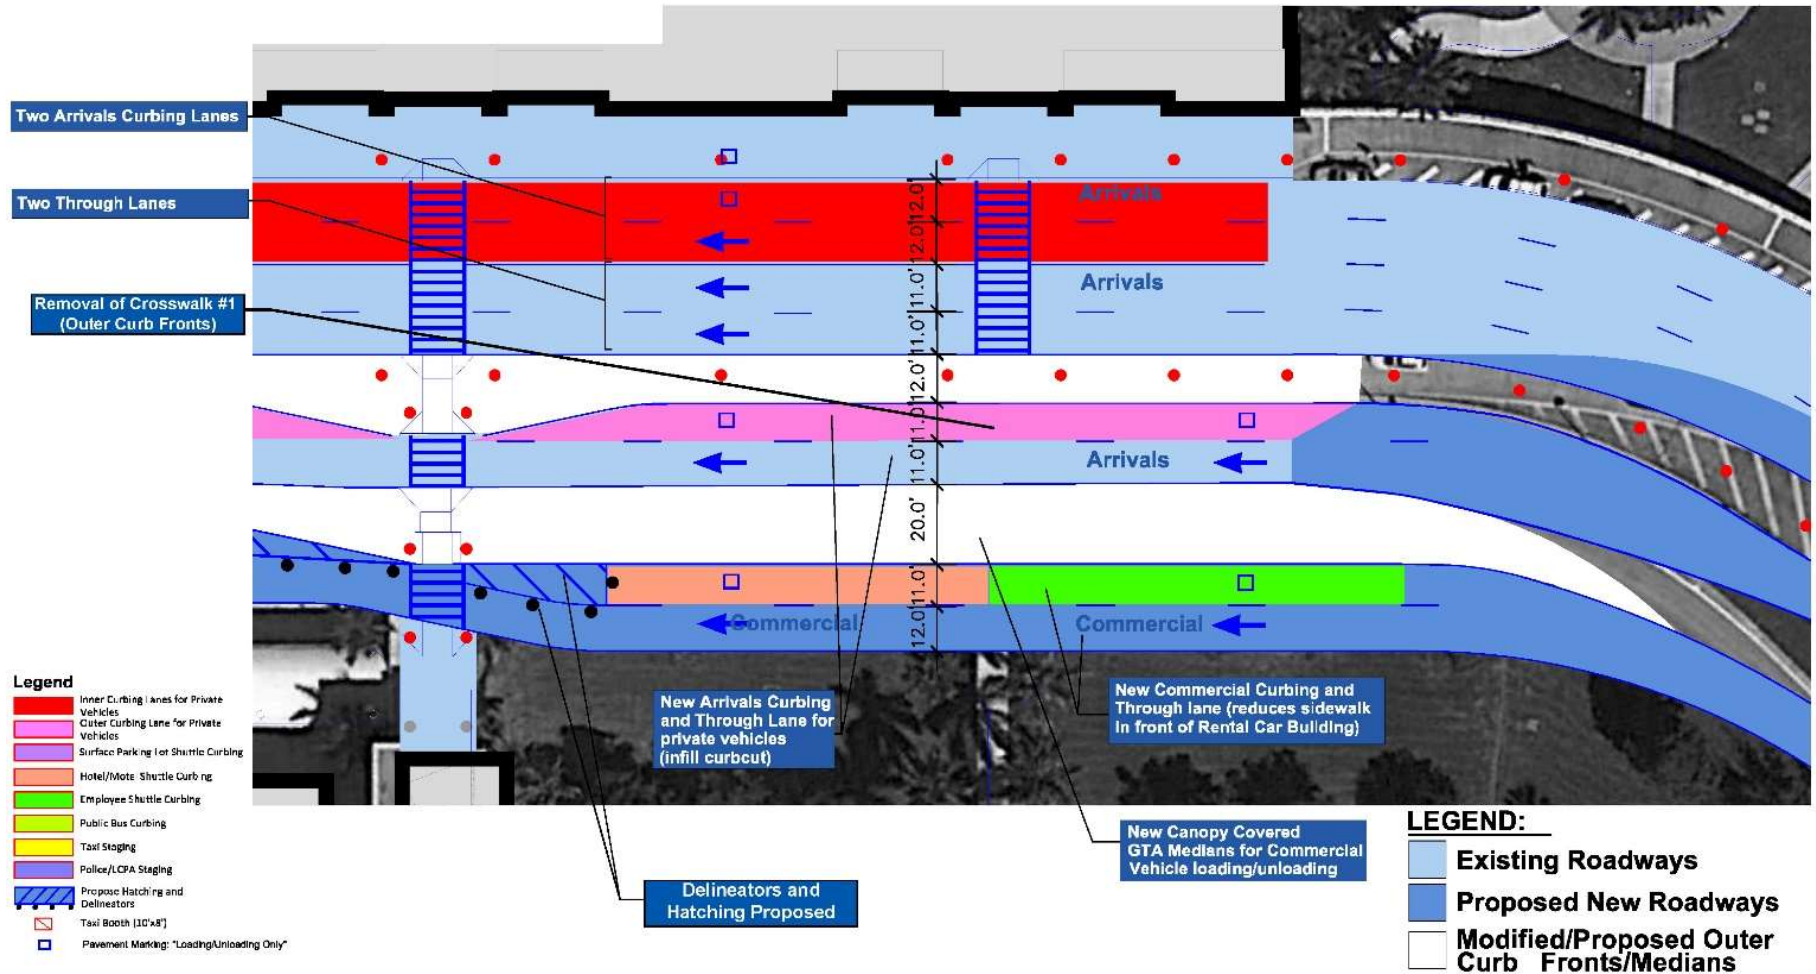 Two Arrivals Curbing Lanes
Two Through Lanes
Removal of Crosswalk #1
(Outer Curb Fronts)
Arrivals
Arrivals
Arrivals
Commercial
Commercial
12.0'
12.0'
11.0'
11.0'
12.0'
11.0'
11.0'
20.0'
11.0'
12.0'
New Arrivals Curbing
and Through Lane for
private vehicles
(infill curbcut)
New Commercial Curbing and
Through lane (reduces sidewalk
in front of Rental Car Building)
New Canopy Covered
GTA Medians for Commercial
Vehicle loading/unloading
Delineators and
Hatching Proposed
Legend
Inner Curbing Lanes for Private
Vehicles
Outer Curbing Lane for Private
Vehicles
Surface Parking Lot Shuttle Curbing
Hotel/Motel Shuttle Curbing
Employee Shuttle Curbing
Public Bus Curbing
Taxi Staging
Police/LCPA Staging
Propose Hatching and
Delineators
Taxi Booth (10'x8')
Pavement Marking: "Loading/Unloading Only"
LEGEND:
Existing Roadways
Proposed New Roadways
Modified/Proposed Outer
Curb Fronts/Medians